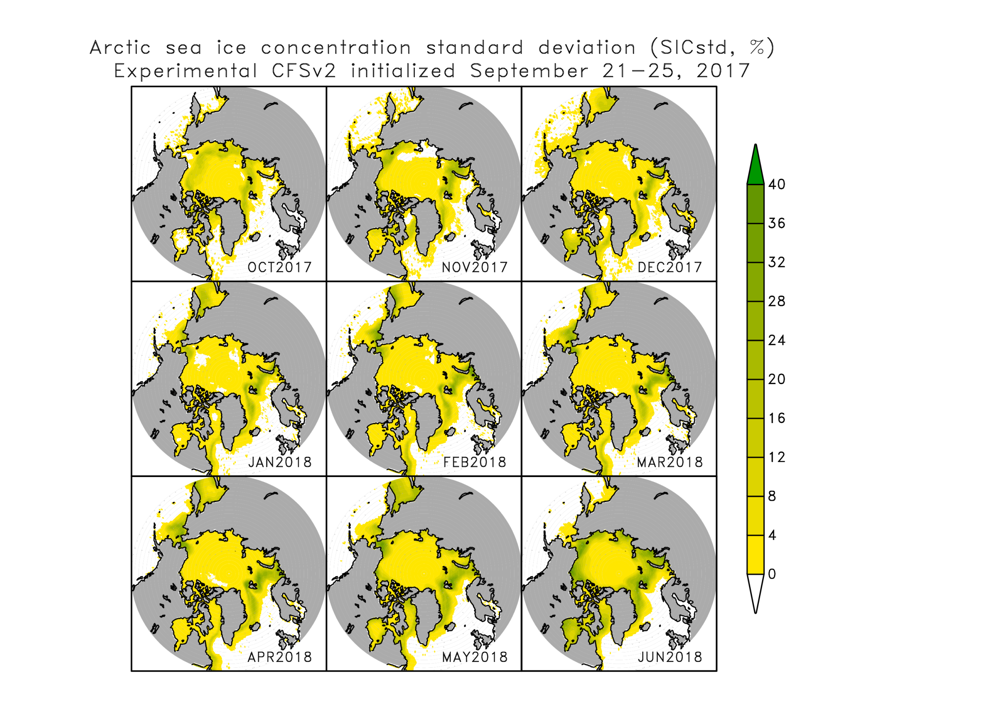 Arctic sea ice concentration standard deviation (SICstd, %)
Experimental CFSv2 initialized September 21-25, 2017
OCT2017
NOV2017
DEC2017
JAN2018
FEB2018
MAR2018
APR2018
MAY2018
JUN2018
40
36
32
28
24
20
16
12
8
4
0